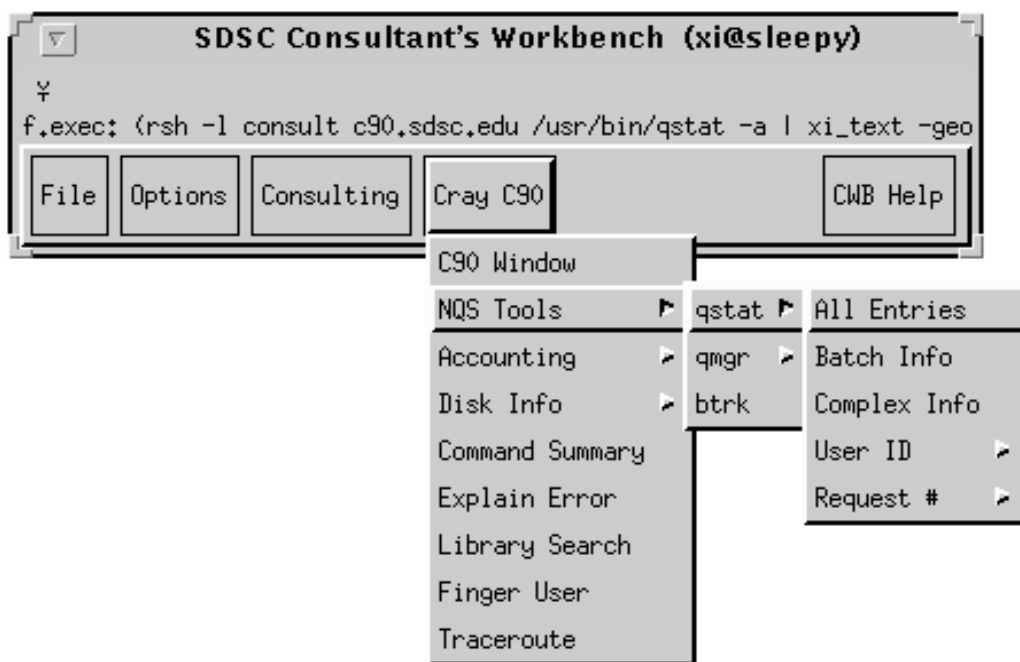 SDSC Consultant's Workbench (xi@sleepy)
f.exec: (rsh -l consult c90.sdsc.edu /usr/bin/qstat -a | xi_text -geo
File Options Consulting Cray C90 CWB Help
C90 Window
NQS Tools qstat All Entries
Accounting qmgr Batch Info
Disk Info btrk Complex Info
Command Summary User ID
Explain Error Request #
Library Search
Finger User
Traceroute